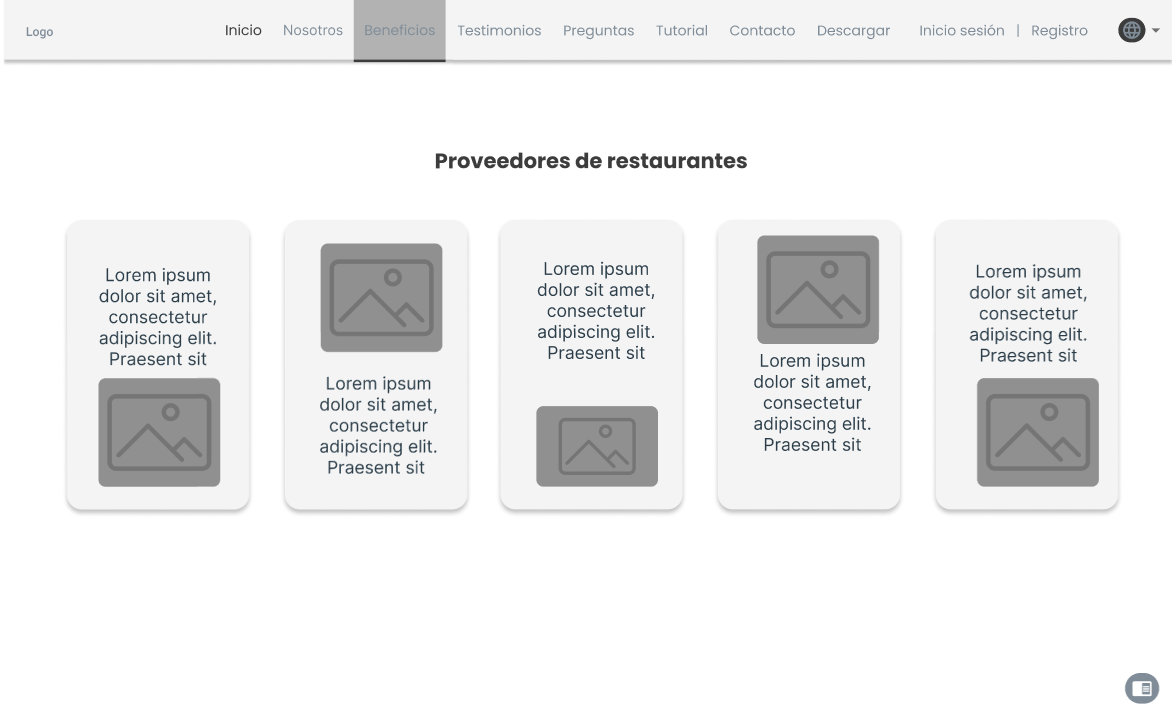 Logo
Inicio
Nosotros
Beneficios
Testimonios
Preguntas
Tutorial
Contacto
Descargar
Inicio sesión | Registro
Proveedores de restaurantes
Lorem ipsum
dolor sit amet,
consectetur
adipiscing elit.
Praesent sit
Lorem ipsum
dolor sit amet,
consectetur
adipiscing elit.
Praesent sit
Lorem ipsum
dolor sit amet,
consectetur
adipiscing elit.
Praesent sit
Lorem ipsum
dolor sit amet,
consectetur
adipiscing elit.
Praesent sit
Lorem ipsum
dolor sit amet,
consectetur
adipiscing elit.
Praesent sit